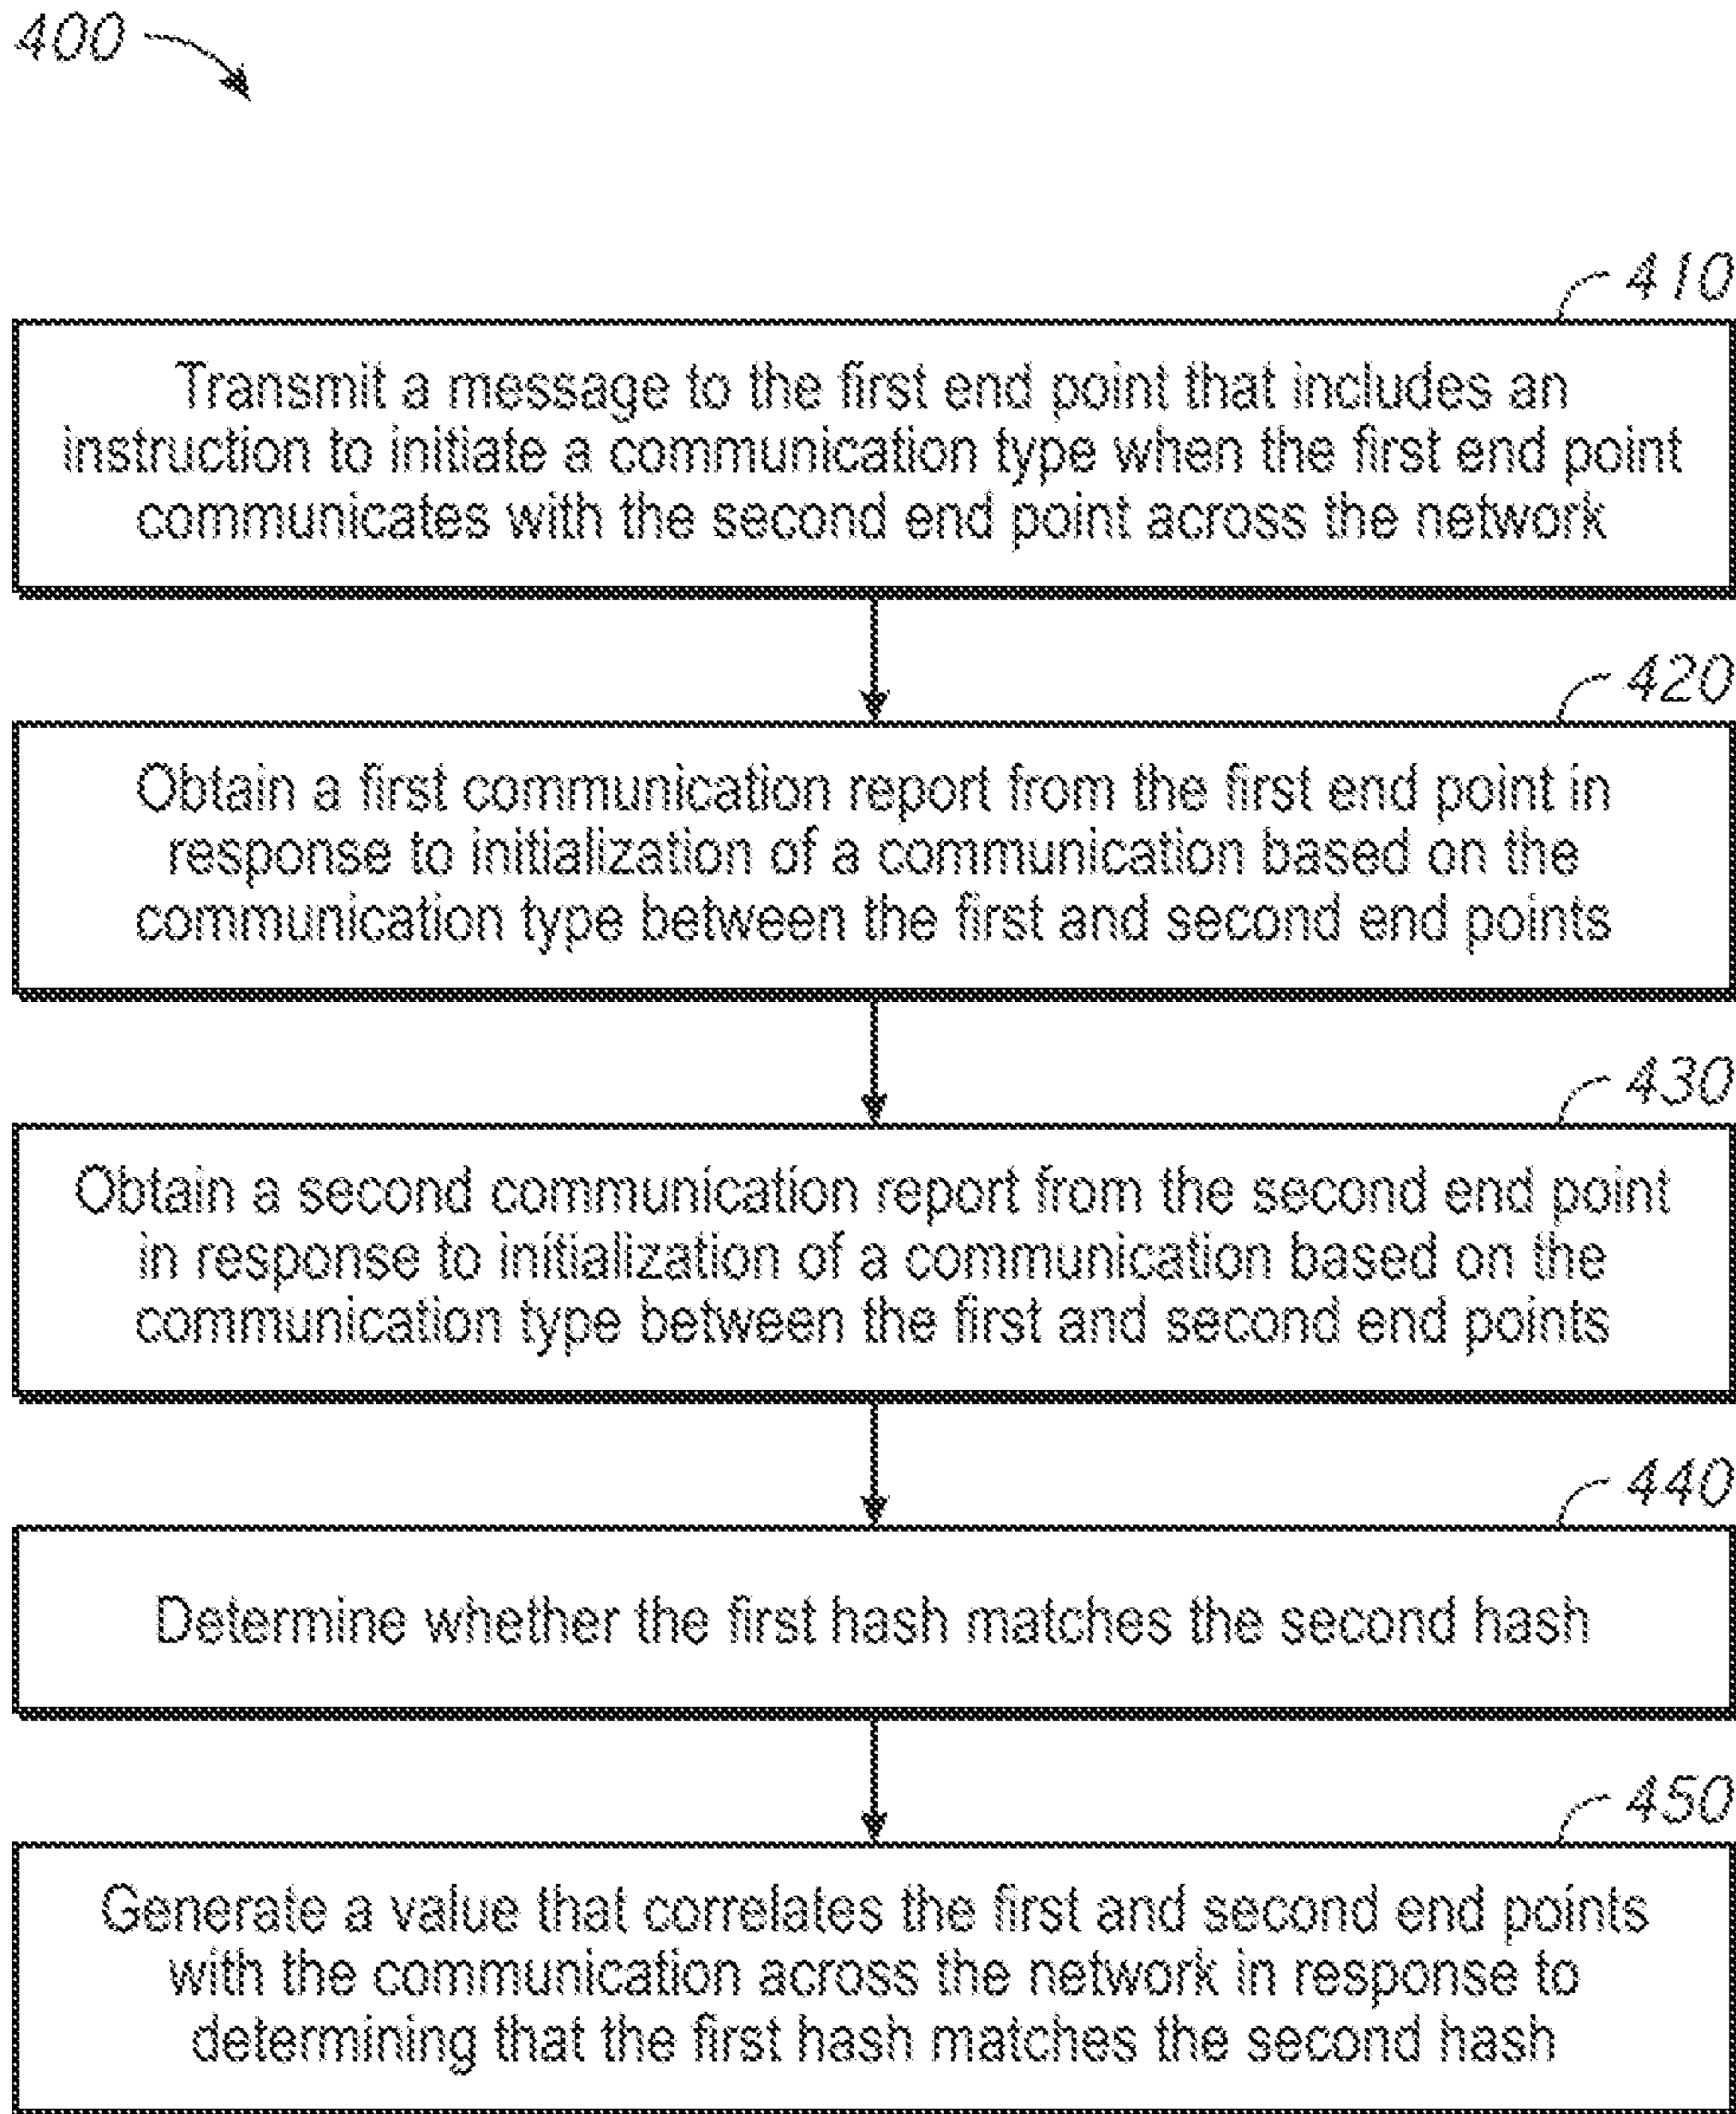 400
410
Transmit a message to the first end point that includes an
instruction to initiate a communication type when the first end point
communicates with the second end point across the network
420
Obtain a first communication report from the first end point in
response to initialization of a communication based on the
communication type between the first and second end points
430
Obtain a second communication report from the second end point
in response to initialization of a communication based on the
communication type between the first and second end points
440
Determine whether the first hash matches the second hash
450
Generate a value that correlates the first and second end points
with the communication across the network in response to
determining that the first hash matches the second hash